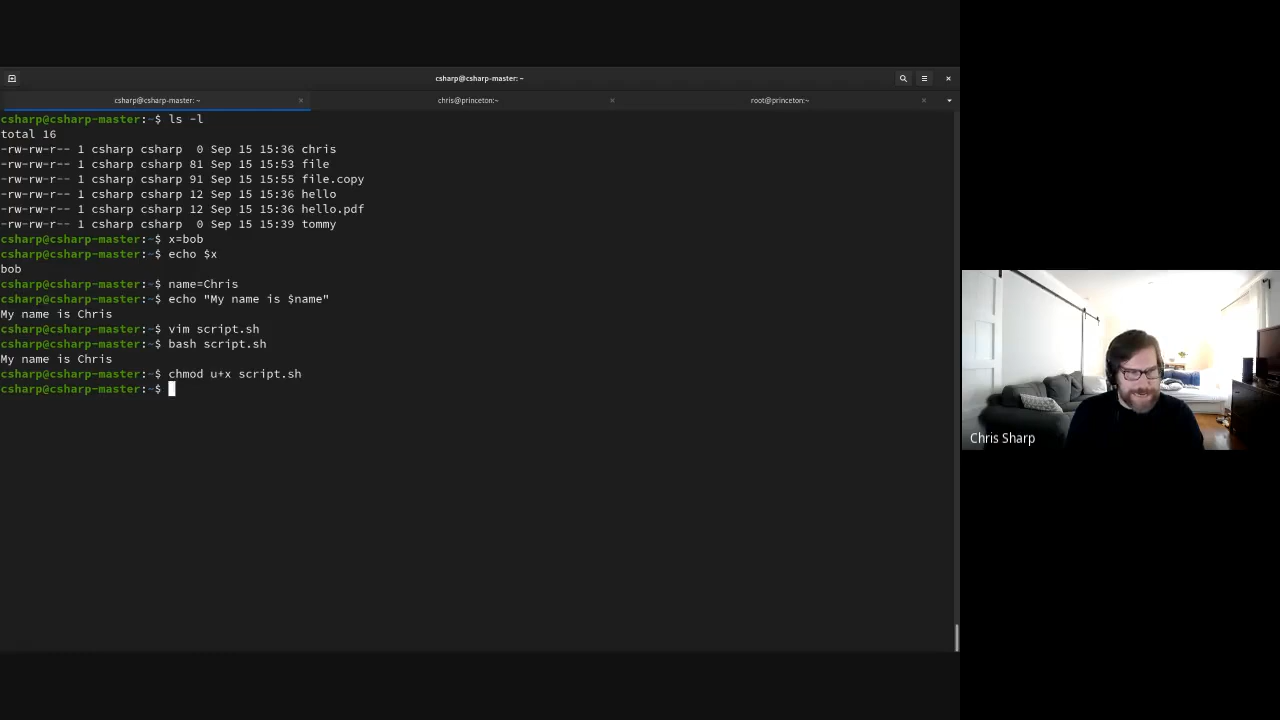 csharp@csharp-master: ~
csharp@csharp-master: ~
chris@princeton:~
root@princeton:~
csharp@csharp-master:~$ ls -l
total 16
-rw-rw-r-- 1 csharp csharp  0 Sep 15 15:36 chris
-rw-rw-r-- 1 csharp csharp 81 Sep 15 15:53 file
-rw-rw-r-- 1 csharp csharp 91 Sep 15 15:55 file.copy
-rw-rw-r-- 1 csharp csharp 12 Sep 15 15:36 hello
-rw-rw-r-- 1 csharp csharp 12 Sep 15 15:36 hello.pdf
-rw-rw-r-- 1 csharp csharp  0 Sep 15 15:39 tommy
csharp@csharp-master:~$ x=bob
csharp@csharp-master:~$ echo $x
bob
csharp@csharp-master:~$ name=Chris
csharp@csharp-master:~$ echo "My name is $name"
My name is Chris
csharp@csharp-master:~$ vim script.sh
csharp@csharp-master:~$ bash script.sh
My name is Chris
csharp@csharp-master:~$ chmod u+x script.sh
csharp@csharp-master:~$
Chris Sharp